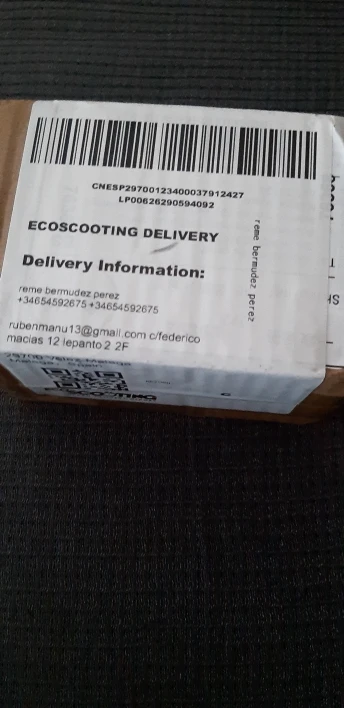 CNESP29700123400037912427
LP00626290594092
ECOSCOOTING DELIVERY
reme bermudez perez
Delivery Information:
reme bermudez perez
+34654592675 +34654592675
rubenmanu13@gmail.com c/federico
macias 12 lepanto 2 2F